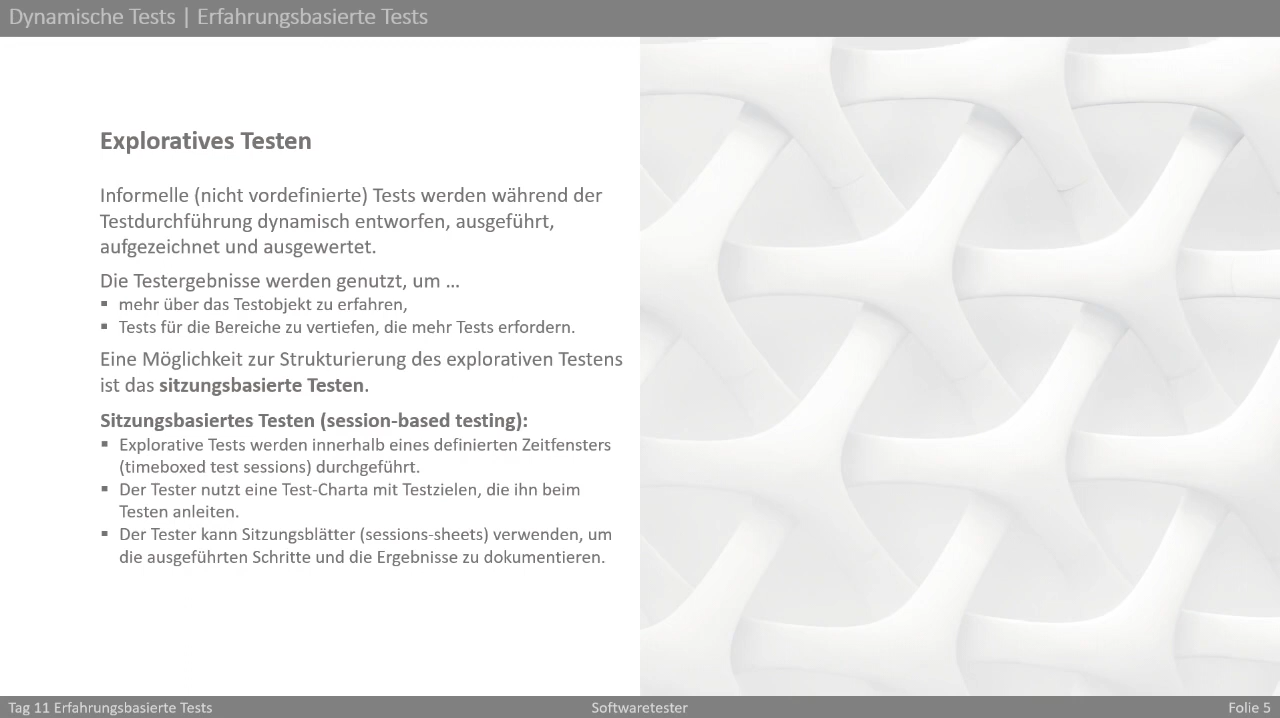 Dynamische Tests | Erfahrungsbasierte Tests
Exploratives Testen
Informelle (nicht vordefinierte) Tests werden während der
Testdurchführung dynamisch entworfen, ausgeführt,
aufgezeichnet und ausgewertet.
Die Testergebnisse werden genutzt, um ...
▪ mehr über das Testobjekt zu erfahren,
▪ Tests für die Bereiche zu vertiefen, die mehr Tests erfordern.
Eine Möglichkeit zur Strukturierung des explorativen Testens
ist das sitzungsbasierte Testen.
Sitzungsbasiertes Testen (session-based testing):
▪ Explorative Tests werden innerhalb eines definierten Zeitfensters
(timeboxed test sessions) durchgeführt.
▪ Der Tester nutzt eine Test-Charta mit Testzielen, die ihn beim
Testen anleiten.
▪ Der Tester kann Sitzungsblätter (sessions-sheets) verwenden, um
die ausgeführten Schritte und die Ergebnisse zu dokumentieren.
Tag 11 Erfahrungsbasierte Tests
Softwaretester
Folie 5